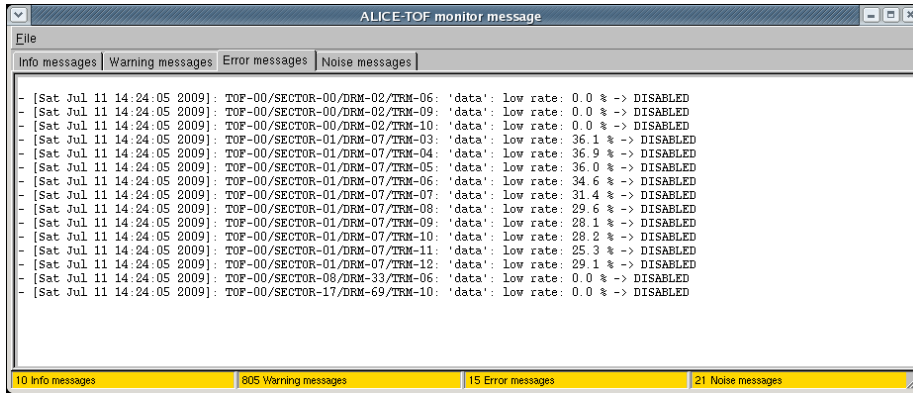 ALICE-TOF monitor message
File
Info messages Warning messages Error messages Noise messages
- [Sat Jul 11 14:24:05 2009]: TOF-00/SECTOR-00/DRM-02/TRM-06: 'data': low rate: 0.0 % -> DISABLED
- [Sat Jul 11 14:24:05 2009]: TOF-00/SECTOR-00/DRM-02/TRM-09: 'data': low rate: 0.0 % -> DISABLED
- [Sat Jul 11 14:24:05 2009]: TOF-00/SECTOR-00/DRM-02/TRM-10: 'data': low rate: 0.0 % -> DISABLED
- [Sat Jul 11 14:24:05 2009]: TOF-00/SECTOR-01/DRM-07/TRM-03: 'data': low rate: 36.1 % -> DISABLED
- [Sat Jul 11 14:24:05 2009]: TOF-00/SECTOR-01/DRM-07/TRM-04: 'data': low rate: 36.9 % -> DISABLED
- [Sat Jul 11 14:24:05 2009]: TOF-00/SECTOR-01/DRM-07/TRM-05: 'data': low rate: 36.0 % -> DISABLED
- [Sat Jul 11 14:24:05 2009]: TOF-00/SECTOR-01/DRM-07/TRM-06: 'data': low rate: 34.6 % -> DISABLED
- [Sat Jul 11 14:24:05 2009]: TOF-00/SECTOR-01/DRM-07/TRM-07: 'data': low rate: 31.4 % -> DISABLED
- [Sat Jul 11 14:24:05 2009]: TOF-00/SECTOR-01/DRM-07/TRM-08: 'data': low rate: 29.6 % -> DISABLED
- [Sat Jul 11 14:24:05 2009]: TOF-00/SECTOR-01/DRM-07/TRM-09: 'data': low rate: 28.1 % -> DISABLED
- [Sat Jul 11 14:24:05 2009]: TOF-00/SECTOR-01/DRM-07/TRM-10: 'data': low rate: 28.2 % -> DISABLED
- [Sat Jul 11 14:24:05 2009]: TOF-00/SECTOR-01/DRM-07/TRM-11: 'data': low rate: 25.3 % -> DISABLED
- [Sat Jul 11 14:24:05 2009]: TOF-00/SECTOR-01/DRM-07/TRM-12: 'data': low rate: 29.1 % -> DISABLED
- [Sat Jul 11 14:24:05 2009]: TOF-00/SECTOR-08/DRM-33/TRM-06: 'data': low rate: 0.0 % -> DISABLED
- [Sat Jul 11 14:24:05 2009]: TOF-00/SECTOR-17/DRM-69/TRM-10: 'data': low rate: 0.0 % -> DISABLED
10 Info messages 805 Warning messages 15 Error messages 21 Noise messages